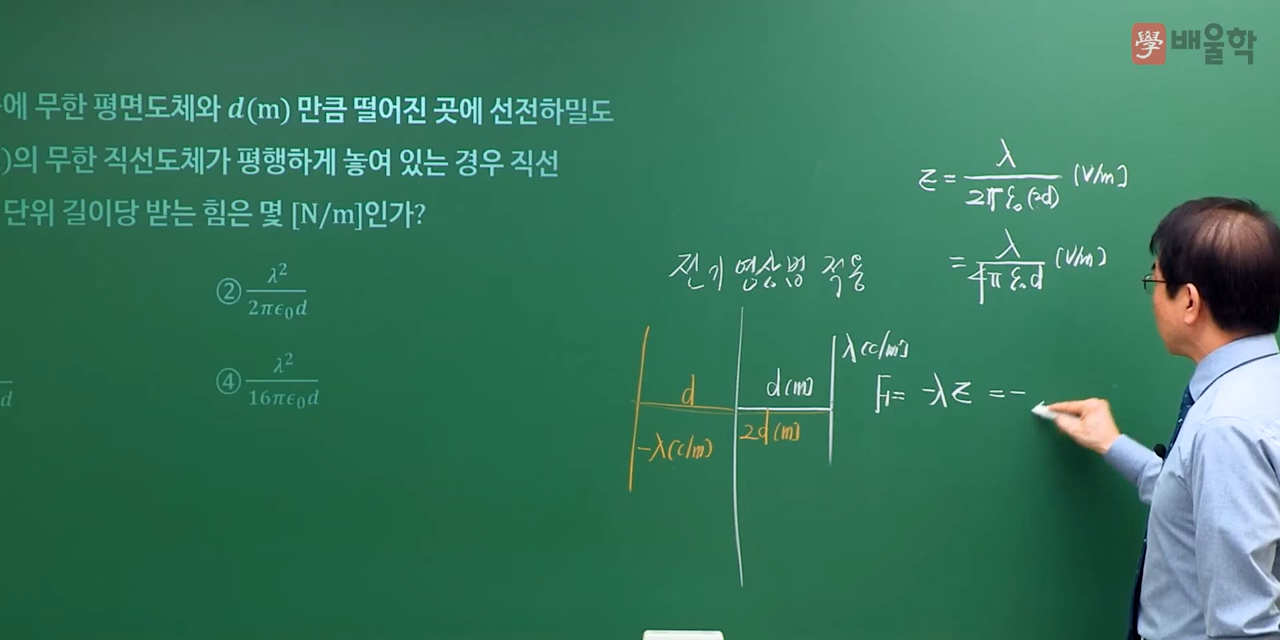 學 배울학
에 무한 평면도체와 d(m) 만큼 떨어진 곳에 선전하밀도
)의 무한 직선도체가 평행하게 놓여 있는 경우 직선
단위 길이당 받는 힘은 몇 [N/m]인가?
② λ²/2πϵ₀d
④ λ²/16πϵ₀d
d
E = λ/2πε₀(2d) [V/m]
= λ/4πε₀d [V/m]
전기영상법 적용
λ[c/m]
d d[m]
F = -λE = -
-λ[c/m] 2d[m]